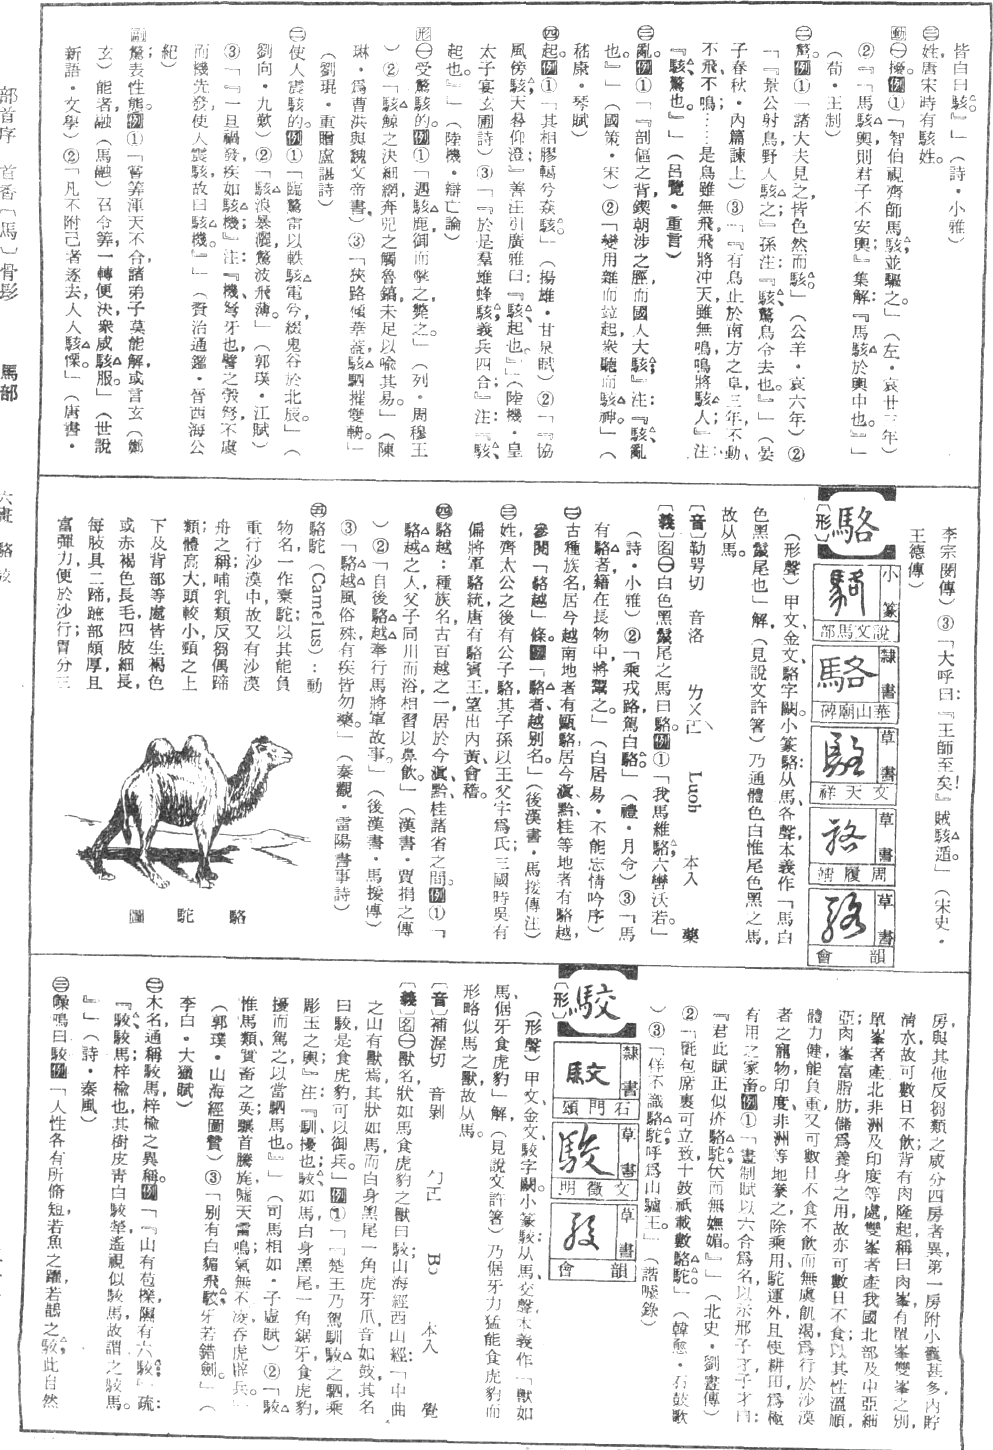 皆白曰駭。』」（詩・小雅）
㊂姓，唐宋時有駭姓。
動㊀擾。例①「智伯視齊師馬駭，並驅之。」（左・哀廿三年）
②「『馬駭輿，則君子不安輿。』集解：『馬駭於輿中也。』」
（荀・王制）
㊁驚。例①「諸大夫見之，皆色然而駭。」（公羊・哀六年）②
「『景公射鳥，野人駭之。』孫注：『駭，驚鳥令去也。』」（晏
子春秋・內篇諫上）③「『有鳥止於南方之阜，三年不動，
不飛，不鳴……是鳥雖無飛，飛將冲天，雖無鳴，鳴將駭人。』注：
『駭，驚也。』」（呂覽・重言）
㊂亂。例①「『剖傴之背，鍥朝涉之脛，而國人大駭。』注：『駭，亂
也。』」（國策・宋）②「變用雜而竝起，衆聽而駭神。」（
嵇康・琴賦）
㊃起。例①「其相膠轕兮，猋駭」（揚雄・甘泉賦）②「『協
風傍駭，天晷仰澄。』善注引廣雅曰：『駭，起也。』」（陸機・皇
太子宴玄圃詩）③「『於是羣雄蜂駭，義兵四合。』注：『駭，
起也。』」（陸機・辯亡論）
形㊀受驚駭的。例①「遇駭鹿，御而擊之，斃之。」（列・周穆王
）②「駭鯨之決細網，奔兕之觸魯縞，未足以喻其易。」（陳
琳・爲曹洪與魏文帝書）③「狹路傾華蓋，駭駟摧雙輈。」
（劉琨・重贈盧諶詩）
㊁使人震駭的。例①「臨驚雷以軼駭電兮，綴鬼谷於北辰。」（
劉向・九歎）②「駭浪暴灑，驚波飛薄。」（郭璞・江賦）
③「『一旦禍發，疾如駭機。』注：『機，弩牙也，譬之彀弩，不虞
而機先發，使人震駭，故曰駭機。』」（資治通鑑・晉西海公
紀）
副驚表性態。例①「嘗筭渾天不合，諸弟子莫能解，或言玄（鄭
玄）能者，融（馬融）召令筭，一轉便決，衆咸駭服。」（世說
新語・文學）②「凡不附己者逐去，人人駭慄。」（唐書・
李宗閔傳）③「大呼曰：『王師至矣！』賊駭遁。」（宋史・
王德傳）
駱
〔形〕
小篆
說文馬部
隸書
華山廟碑
草書
文天祥
草書
周履靖
草書
韻會
（形聲）甲文、金文駱字闕。小篆駱从馬，各聲，本義作「馬白
色黑鬣尾也」解（見說文許箸）乃通體色白惟尾色黑之馬，
故从馬。
〔音〕勒咢切　音洛　ㄌㄨㄛˋ　Luoh　本入　藥
〔義〕名㊀白色黑鬣尾之馬曰駱。例①「我馬維駱，六轡沃若。」
（詩・小雅）②「乘戎路，駕白駱。」（禮・月令）③「馬
有駱者，籍在長物中，將鬻之。」（白居易・不能忘情吟序）
㊁古種族名，居今越南地者有甌駱，居今滇、黔、桂等地者有駱越，
參閱「駱越」條。例「駱者，越別名。」（後漢書・馬援傳注）
㊂姓，齊太公之後有公子駱，其子孫以王父字爲氏，三國時吳有
偏將軍駱統，唐有駱賓王，望出內黃、會稽。
㊃駱越：種族名，古百越之一，居於今滇、黔、桂諸省之間。例①「
駱越之人，父子同川而浴，相習以鼻飲。」（漢書・賈捐之傳
）②「自後駱越奉行馬將軍故事。」（後漢書・馬援傳）
③「駱越風俗殊，有疾皆勿藥。」（秦觀・雷陽書事詩）
㊄駱駝（Camelus）：動
物名，一作橐駝，以其能負
重行沙漠中，故又有沙漠
舟之稱；哺乳類反芻偶蹄
類；體高大，頭較小，頸之上
下及背部等處皆生褐色
或赤褐色長毛，四肢細長，
每肢具二蹄，蹠部頗厚且
富彈力，便於沙行；胃分三
駱駝圖
房，與其他反芻類之咸分四房者異，第一房附小囊甚多，內貯
淸水，故可數日不飲；背有肉隆起，稱曰肉峯，有單峯、雙峯之別，
單峯者產北非洲及印度等處，雙峯者產我國北部及中亞細
亞；肉峯富脂肪，儲爲養身之用，故亦可數日不食；以其性溫順，
體力健，能負重，又可數日不食不飲而無虞飢渴，爲行於沙漠
者之寵物，印度、非洲等地豢之，除乘用、駝運外，且使耕田，爲極
有用之家畜。例①「晝制賦，以六合爲名，以示邢子才，子才曰：
『君此賦，正似疥駱駝，伏而無嫵媚。』」（北史・劉晝傳）
②「氈包席裹可立致，十鼓祇載數駱駝。」（韓愈・石鼓歌
）③「佯不識駱駝，呼爲山驢王。」（諧噱錄）
駮
〔形〕
隸書
石門頌
草書
文徵明
草書
韻會
（形聲）甲文、金文駮字闕。小篆駮从馬，交聲，本義作「獸如
馬，倨牙，食虎豹」解（見說文許箸）乃倨牙力猛能食虎豹而
形略似馬之獸，故从馬。
〔音〕補渥切　音剝　ㄅㄛˊ　　本入　覺
〔義〕名㊀獸名，狀如馬，食虎豹之獸曰駮，山海經西山經：「中曲
之山有獸焉，其狀如馬，而白身黑尾，一角，虎牙爪，音如鼓，其名
曰駮，是食虎豹，可以御兵。」例①「『楚王乃駕馴駮之駟，乘
彫玉之輿。』注：『馴，擾也；駮，如馬，白身黑尾，一角，鋸牙，食虎豹，
擾而駕之，以當駟馬也。』」（司馬相如・子虛賦）②「駮
惟馬類，實畜之英，驤首騰旄，噓天雷鳴，氣無不凌，吞虎辟兵。」
（郭璞・山海經圖贊）③「別有白貓飛駮，牙若錯劍。」（
李白・大獵賦）
㊁木名，通稱駮馬，梓榆之異稱。例「『山有苞櫟，隰有六駮。』疏：
『駮，駮馬，梓榆也，其樹皮青白駮犖，遙視似駮馬，故謂之駮馬。
』」（詩・秦風）
㊂噪鳴曰駮。例「人性各有所脩短，若魚之躍，若鵲之駮，此自然
部首序　首香〔馬〕骨髟　馬部　六畫　駱駮